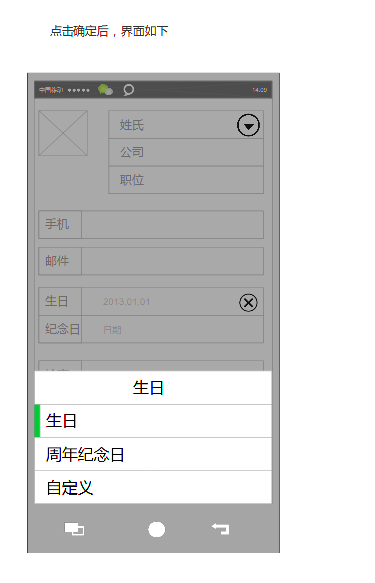 点击确定后，界面如下
中国移动
14:09
姓氏
公司
职位
手机
邮件
生日 2013.01.01
纪念日 日期
生日
生日
周年纪念日
自定义